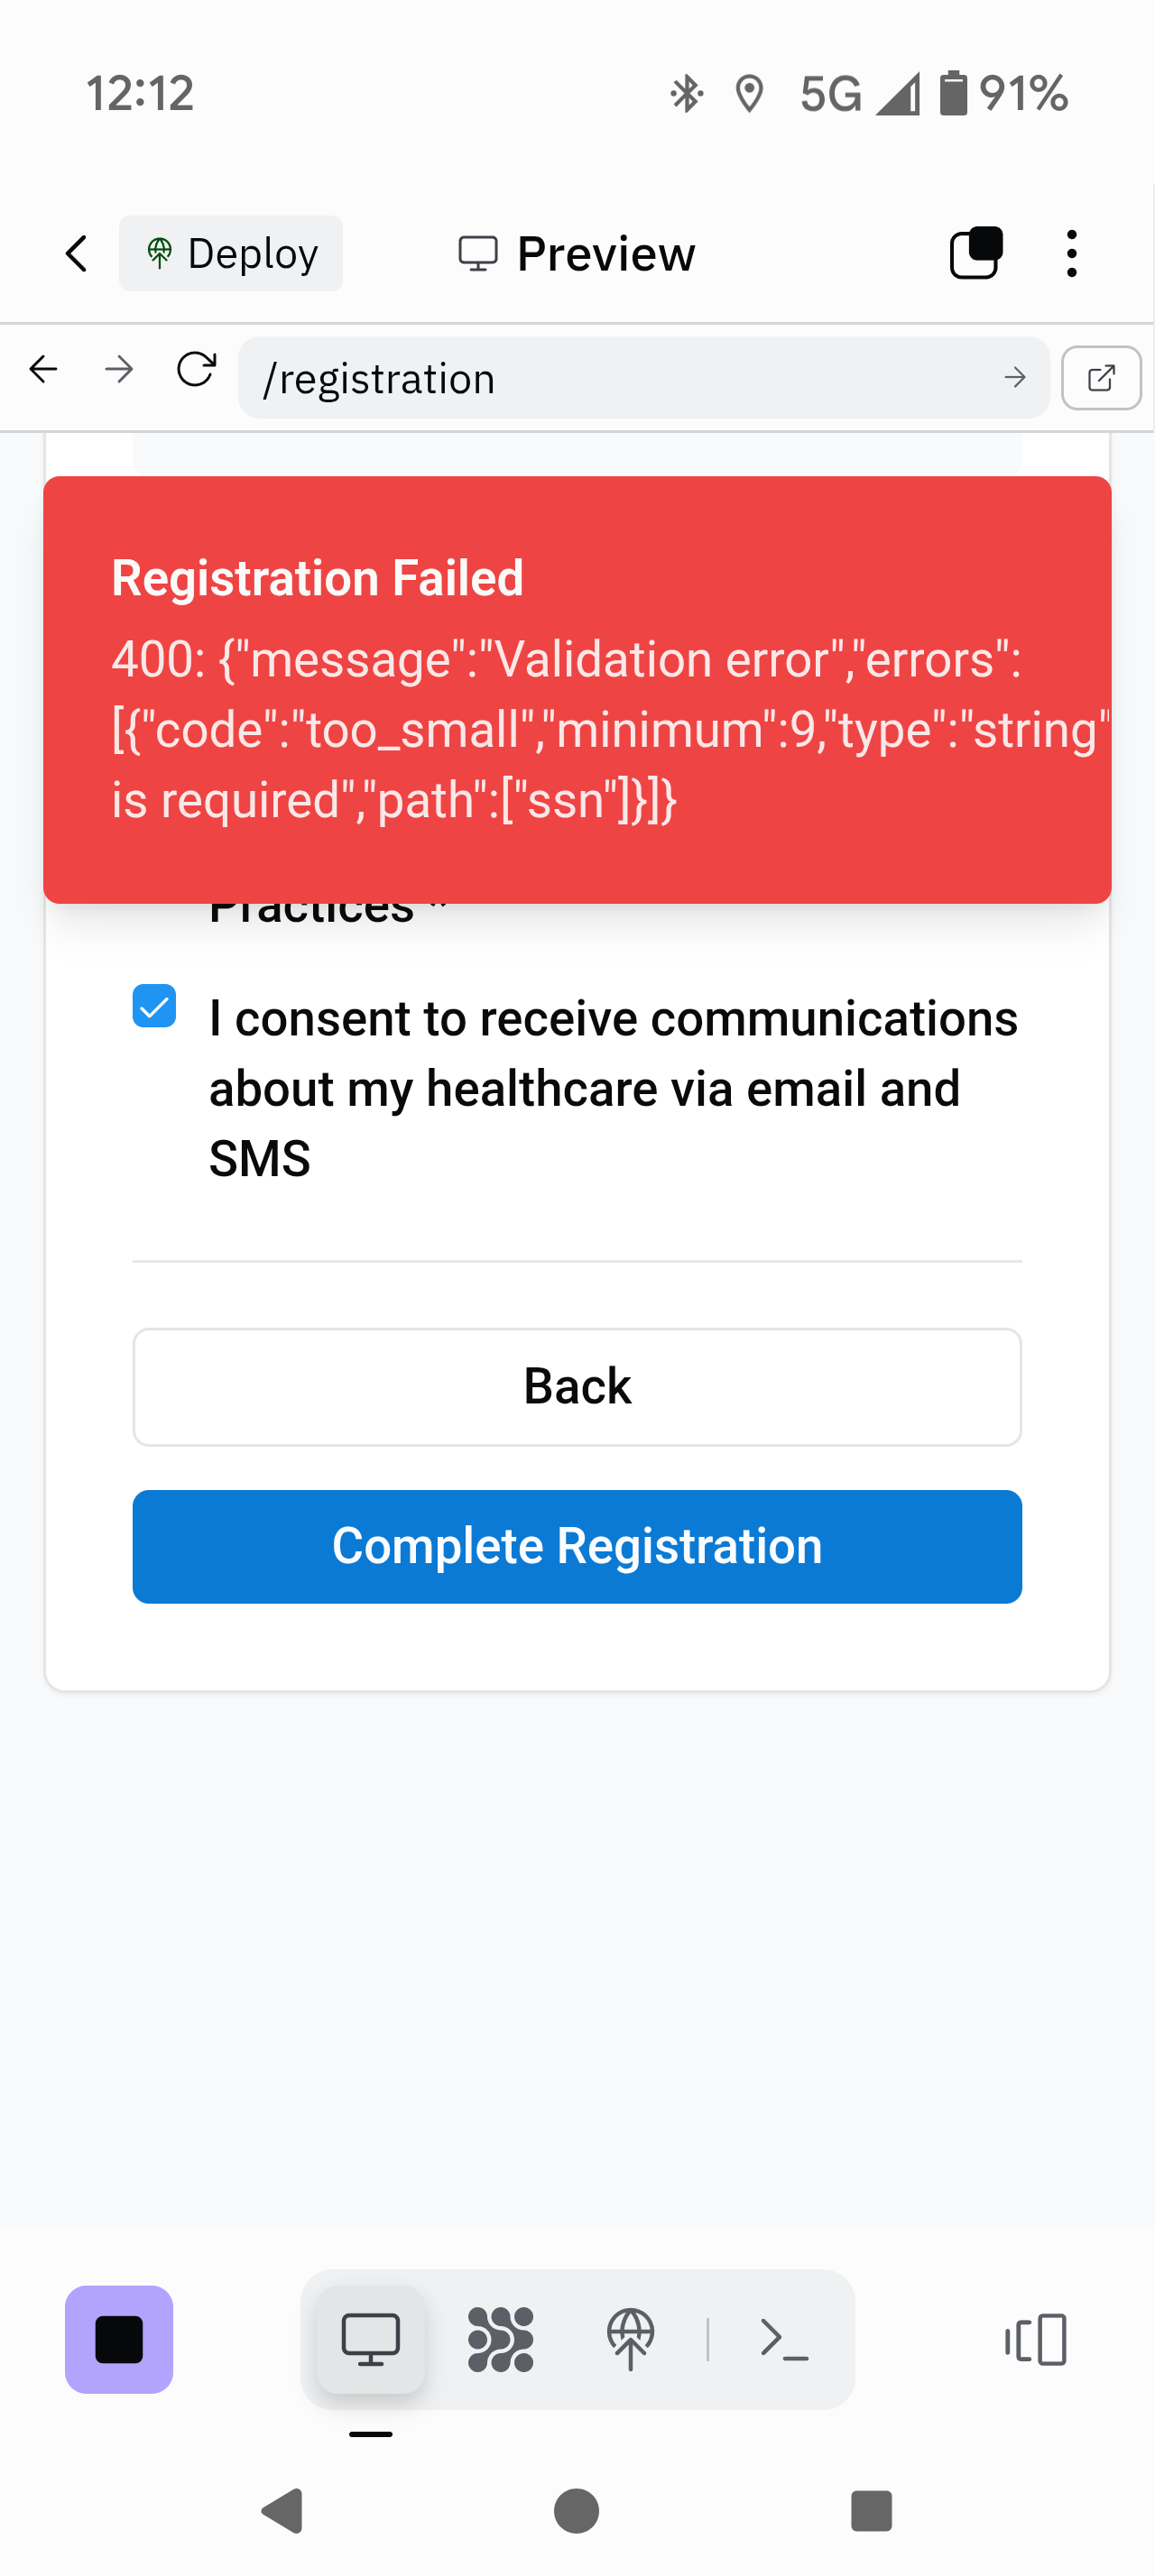 12:12 5G 91%
Deploy Preview
/registration
Registration Failed
400: {"message":"Validation error","errors":
[{"code":"too_small","minimum":9,"type":"string"
is required","path":["ssn"]}]}
Practices *
I consent to receive communications
about my healthcare via email and
SMS
Back
Complete Registration